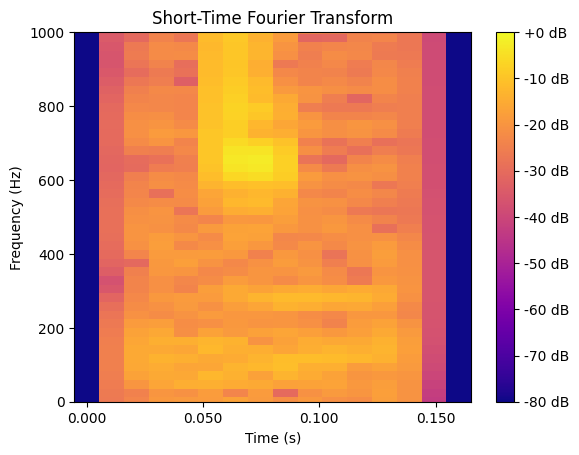 Short-Time Fourier Transform
1000
800
600
400
200
0
Frequency (Hz)
0.000
0.050
0.100
0.150
Time (s)
+0 dB
-10 dB
-20 dB
-30 dB
-40 dB
-50 dB
-60 dB
-70 dB
-80 dB